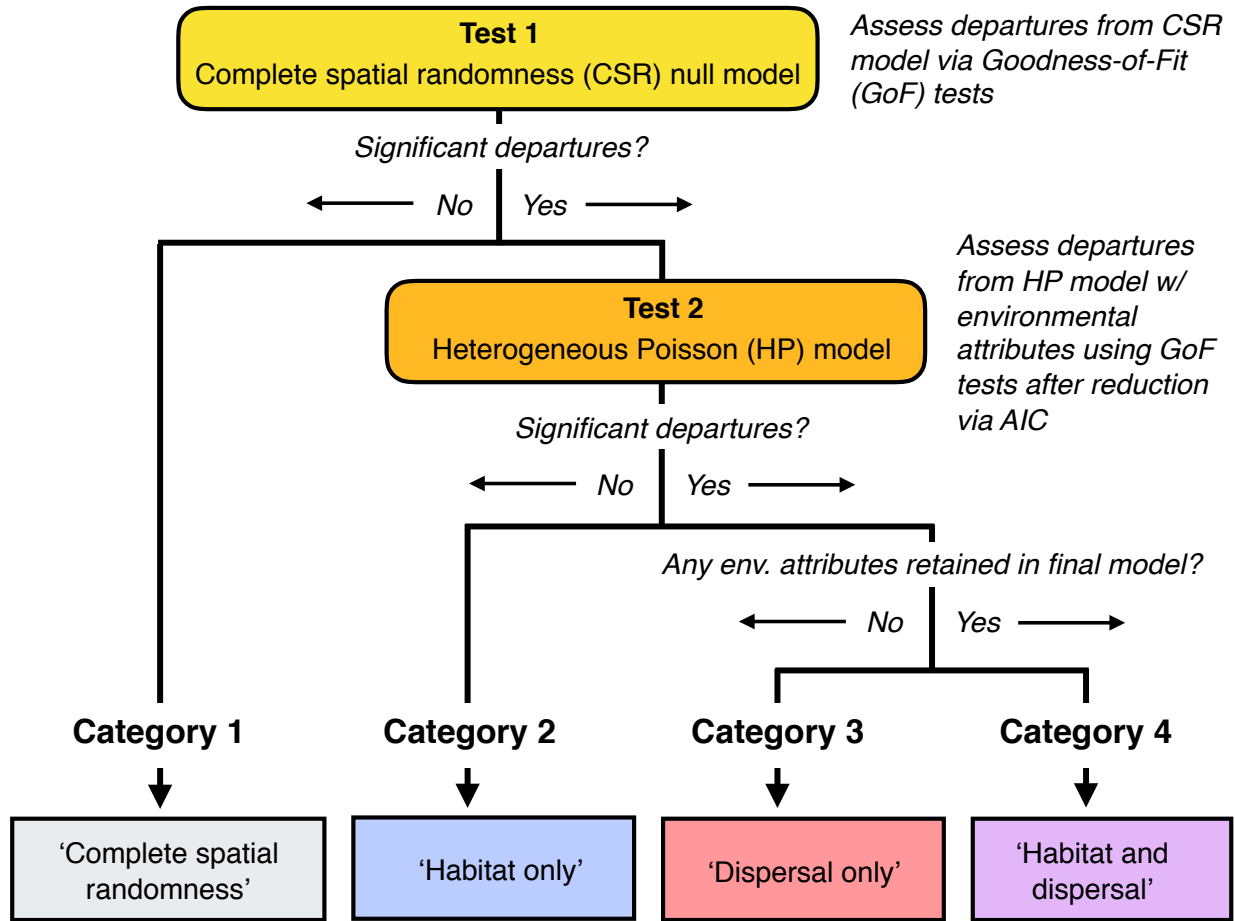 Test 1
Complete spatial randomness (CSR) null model
Assess departures from CSR
model via Goodness-of-Fit
(GoF) tests
Significant departures?
No
Yes
Test 2
Heterogeneous Poisson (HP) model
Assess departures
from HP model w/
environmental
attributes using GoF
tests after reduction
via AIC
Significant departures?
No
Yes
Any env. attributes retained in final model?
No
Yes
Category 1
Category 2
Category 3
Category 4
‘Complete spatial
randomness’
‘Habitat only’
‘Dispersal only’
‘Habitat and
dispersal’